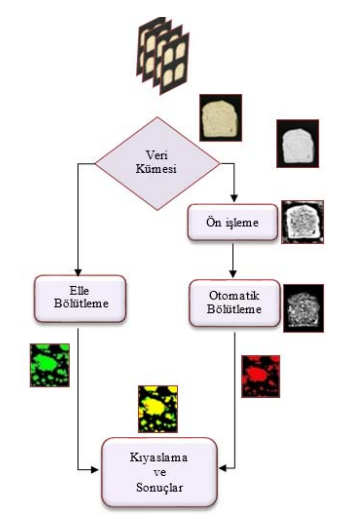 Veri
Kümesi
Ön işleme
Elle
Bölütleme
Otomatik
Bölütleme
Kıyaslama
ve
Sonuçlar